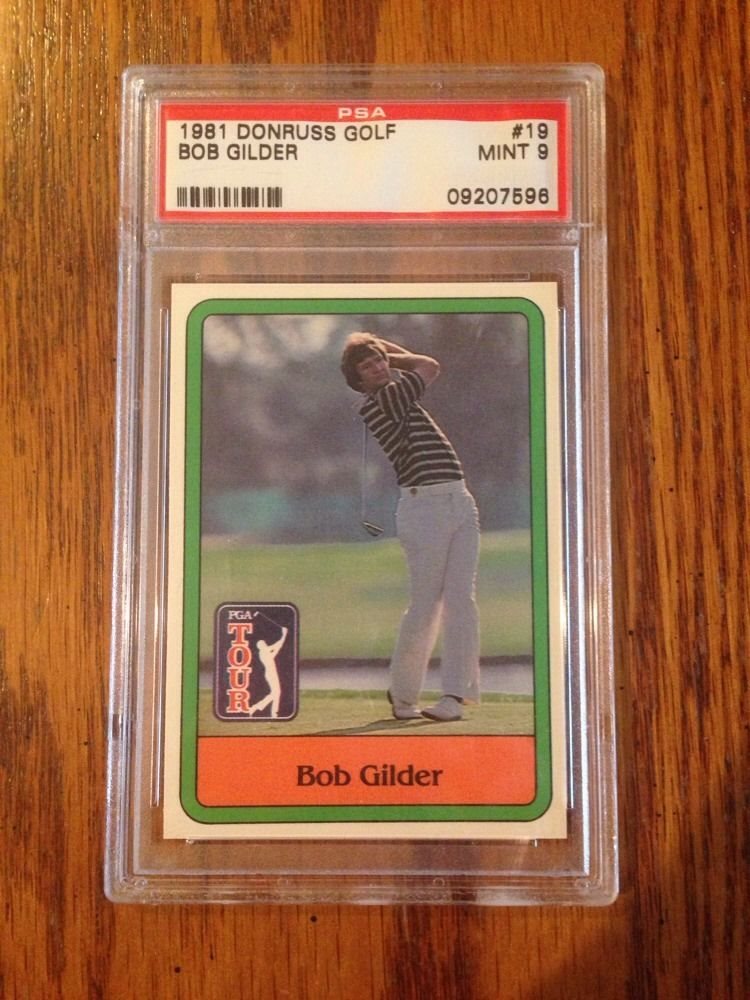 PSA
1981 DONRUSS GOLF #19
BOB GILDER MINT 9
09207596
PGA
TOUR
Bob Gilder